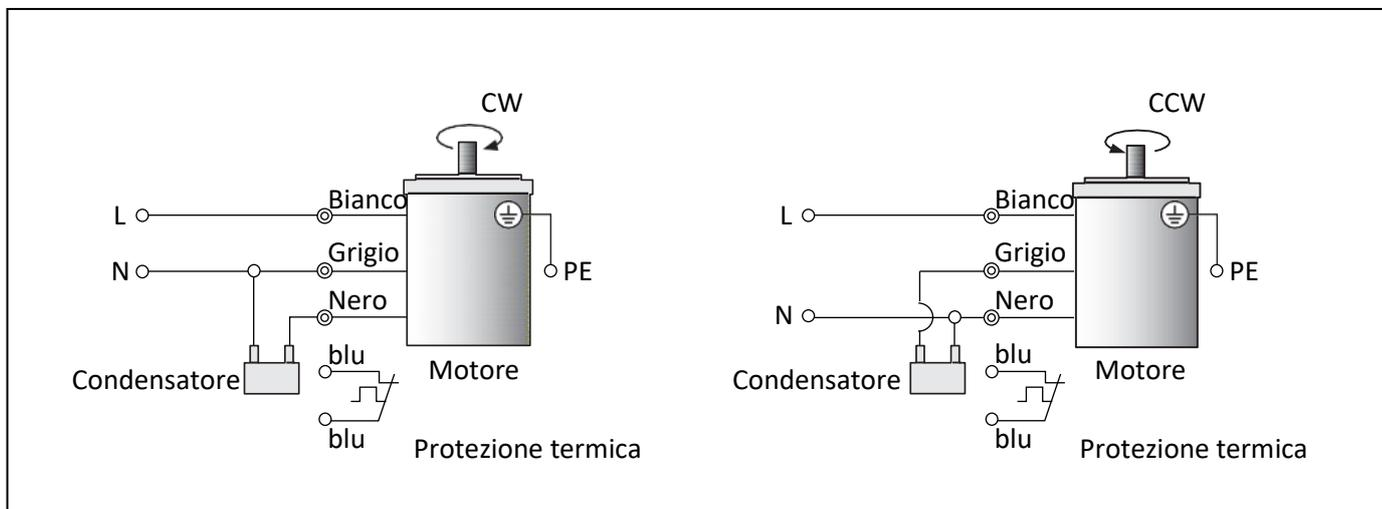 CW
Bianco
L
Grigio
N
PE
Nero
blu
Condensatore
Motore
blu
Protezione termica
CCW
Bianco
L
Grigio
PE
Nero
N
blu
Condensatore
Motore
blu
Protezione termica